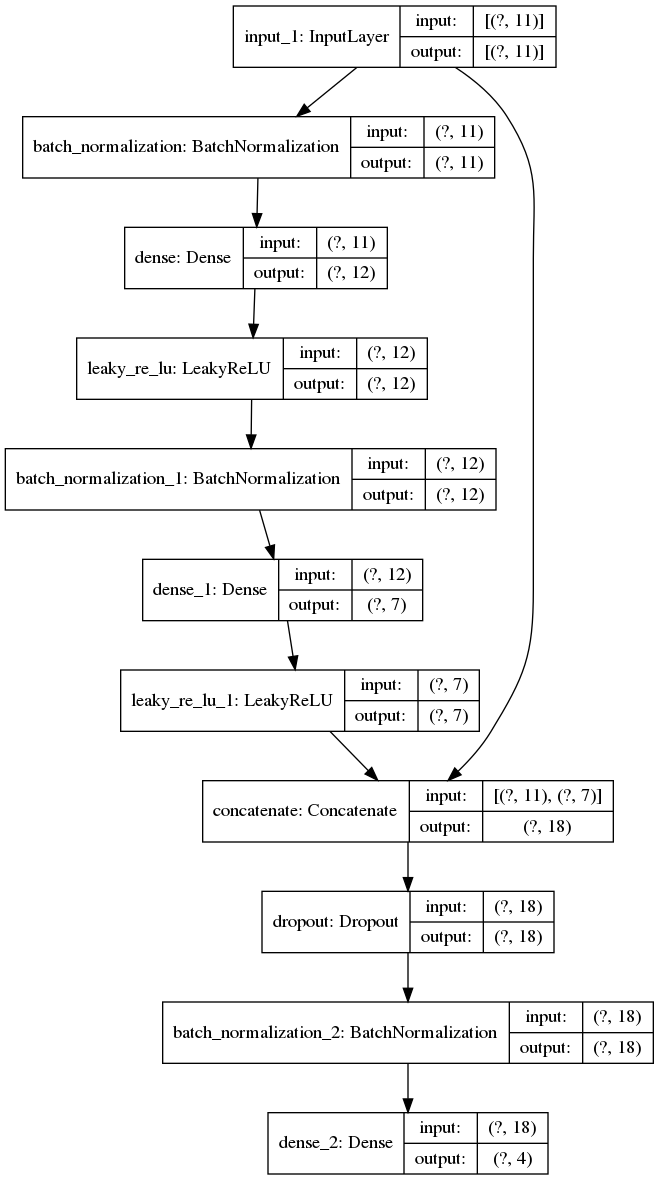 input_1: InputLayer
input: [(?, 11)]
output: [(?, 11)]
batch_normalization: BatchNormalization
input: (?, 11)
output: (?, 11)
dense: Dense
input: (?, 11)
output: (?, 12)
leaky_re_lu: LeakyReLU
input: (?, 12)
output: (?, 12)
batch_normalization_1: BatchNormalization
input: (?, 12)
output: (?, 12)
dense_1: Dense
input: (?, 12)
output: (?, 7)
leaky_re_lu_1: LeakyReLU
input: (?, 7)
output: (?, 7)
concatenate: Concatenate
input: [(?, 11), (?, 7)]
output: (?, 18)
dropout: Dropout
input: (?, 18)
output: (?, 18)
batch_normalization_2: BatchNormalization
input: (?, 18)
output: (?, 18)
dense_2: Dense
input: (?, 18)
output: (?, 4)